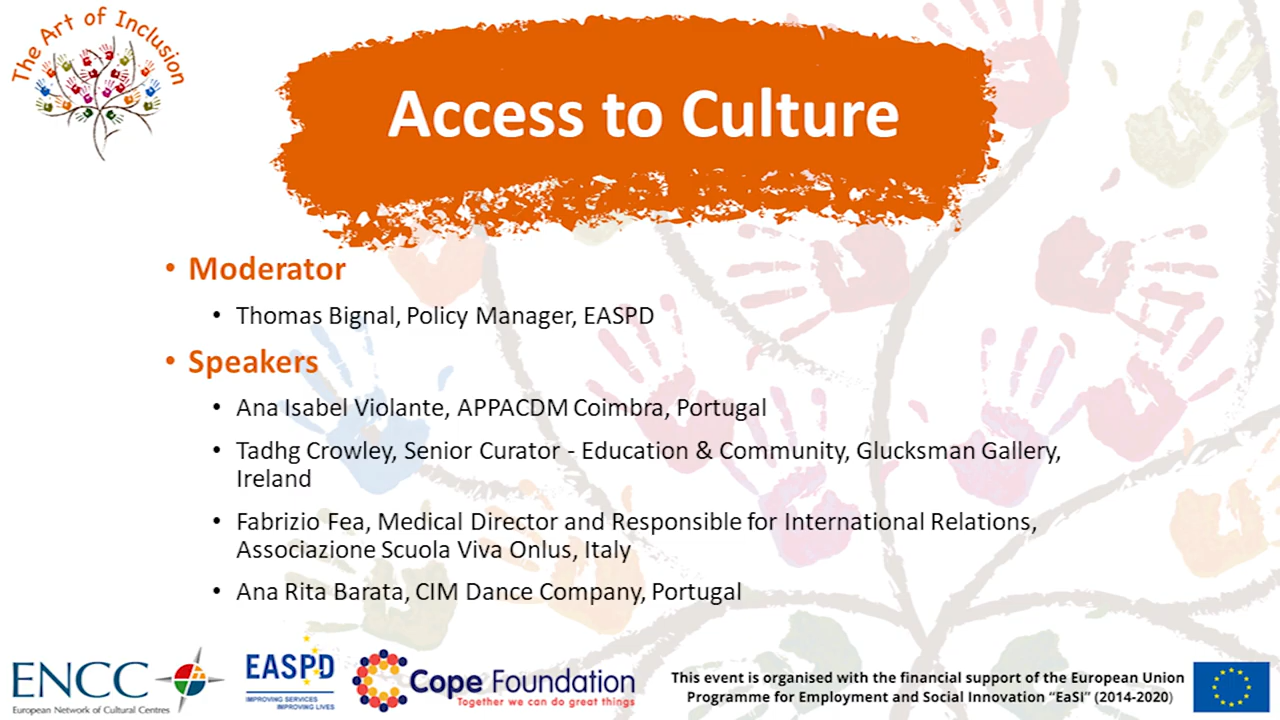 The Art of Inclusion
Access to Culture
• Moderator
• Thomas Bignal, Policy Manager, EASPD
• Speakers
• Ana Isabel Violante, APPACDM Coimbra, Portugal
• Tadhg Crowley, Senior Curator - Education & Community, Glucksman Gallery,
Ireland
• Fabrizio Fea, Medical Director and Responsible for International Relations,
Associazione Scuola Viva Onlus, Italy
• Ana Rita Barata, CIM Dance Company, Portugal
ENCC
European Network of Cultural Centres
EASPD
IMPROVING SERVICES
IMPROVING LIVES
Cope Foundation
Together we can do great things
This event is organised with the financial support of the European Union
Programme for Employment and Social Innovation “EaSI” (2014-2020)